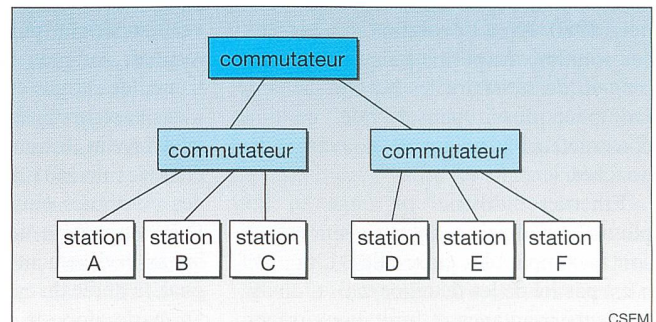 commutateur
commutateur
commutateur
station
A
station
B
station
C
station
D
station
E
station
F
CSEM